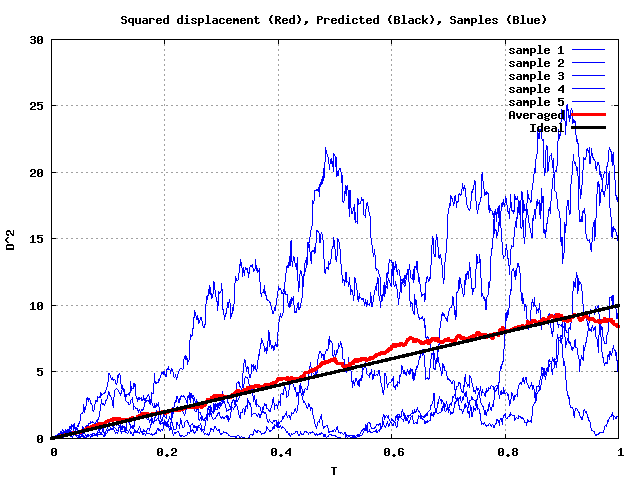 Squared displacement (Red), Predicted (Black), Samples (Blue)
30
25
20
15
10
5
0
D^2
sample 1
sample 2
sample 3
sample 4
sample 5
Averaged
Ideal
0
0.2
0.4
0.6
0.8
1
T